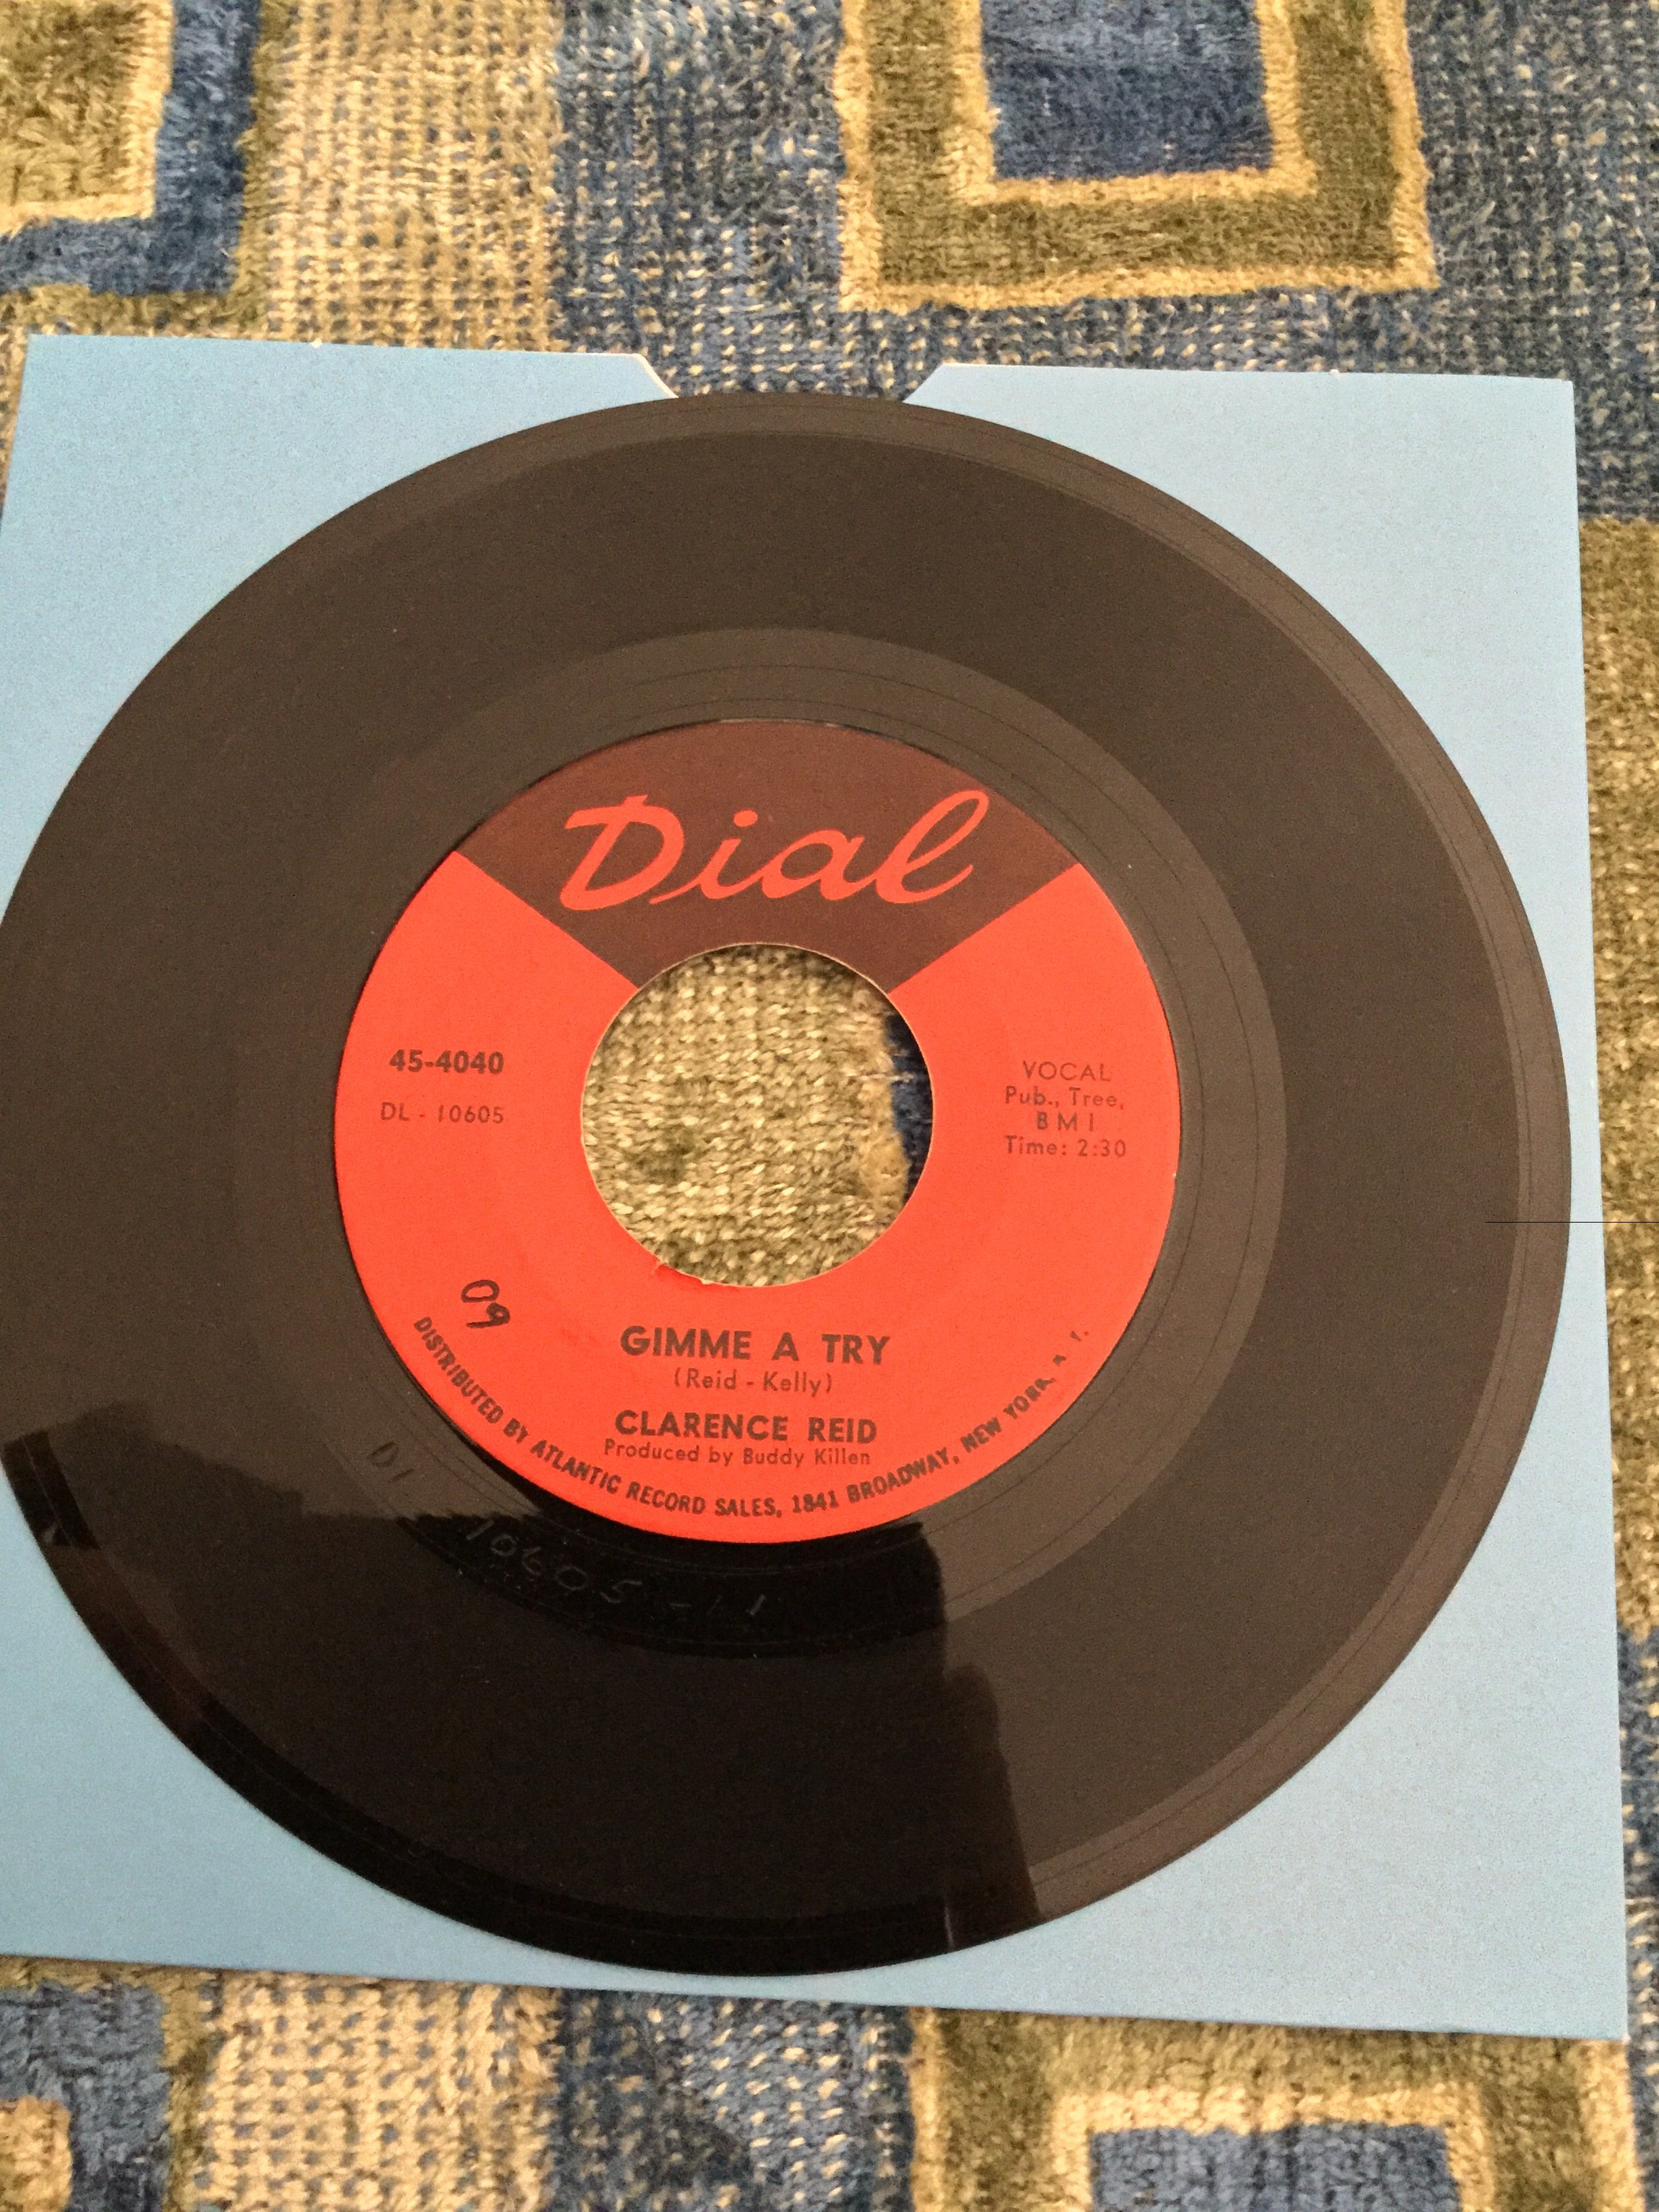 Dial
45-4040
DL - 10605
VOCAL
Pub., Tree,
BMI
Time: 2:30
09
GIMME A TRY
(Reid - Kelly)
CLARENCE REID
Produced by Buddy Killen
DISTRIBUTED BY ATLANTIC RECORD SALES, 1841 BROADWAY, NEW YORK, N. Y.
10605